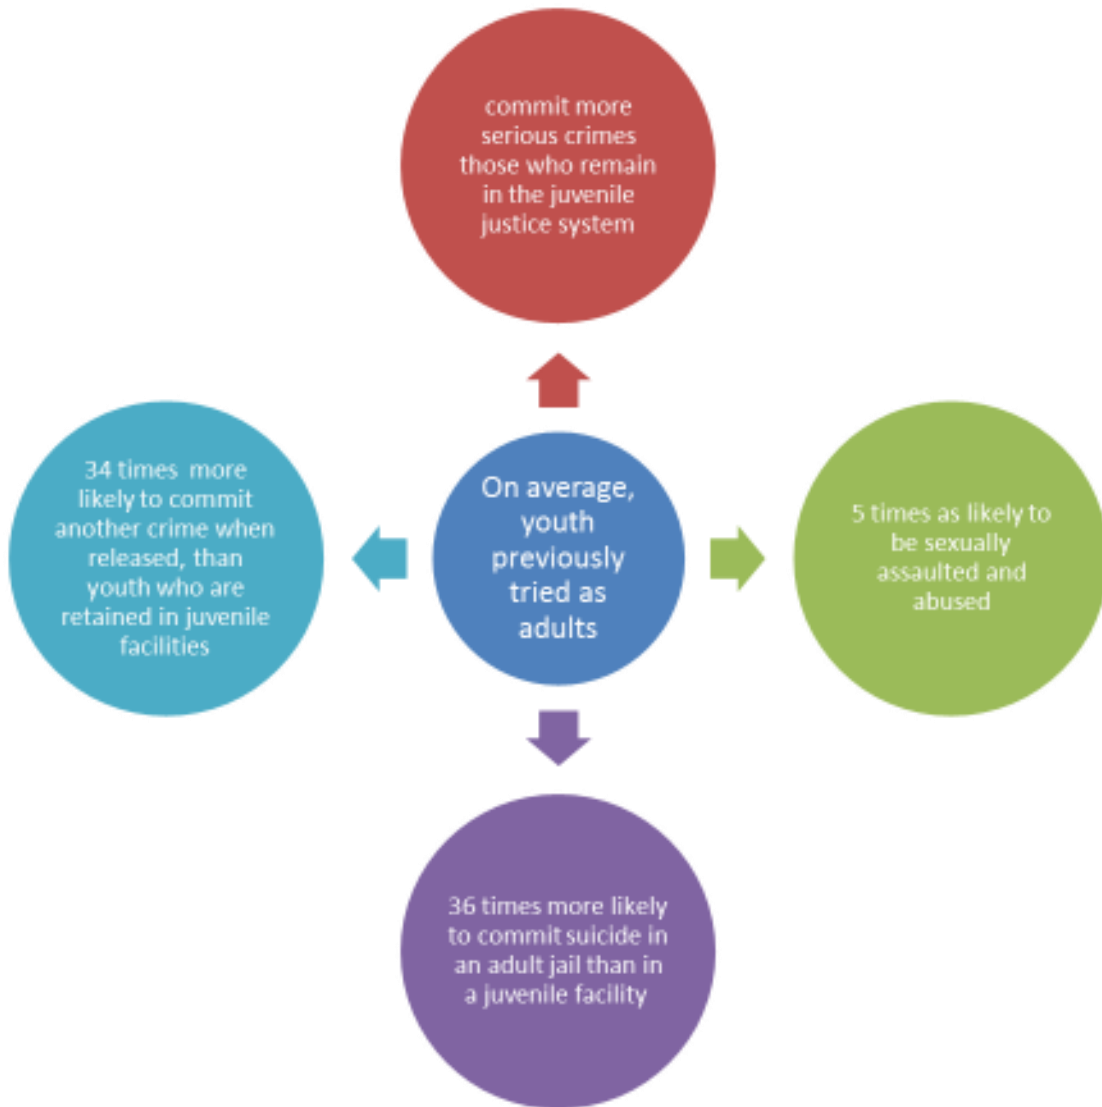 commit more
serious crimes
those who remain
in the juvenile
justice system
34 times more
likely to commit
another crime when
released, than
youth who are
retained in juvenile
facilities
On average,
youth
previously
tried as
adults
5 times as likely to
be sexually
assaulted and
abused
36 times more likely
to commit suicide in
an adult jail than in
a juvenile facility